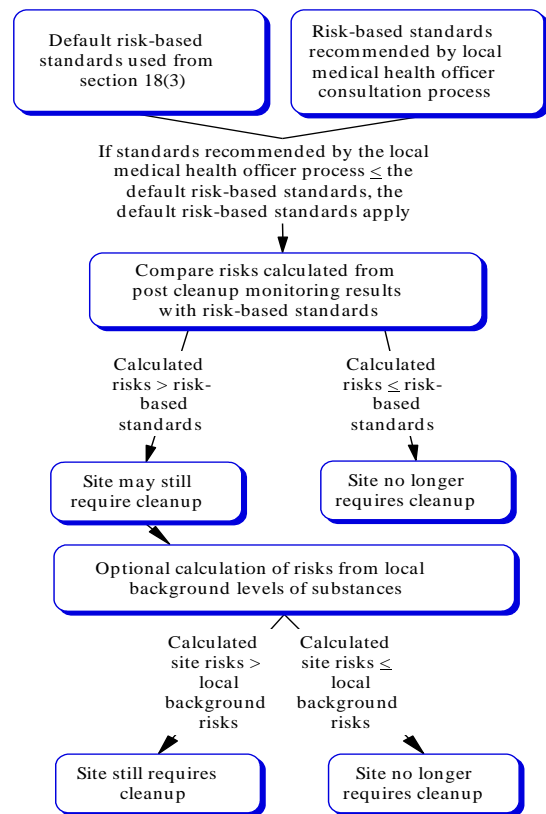 Default risk-based
standards used from
section 18(3)
Risk-based standards
recommended by local
medical health officer
consultation process
If standards recommended by the local
medical health officer process ≤ the
default risk-based standards, the
default risk-based standards apply
Compare risks calculated from
post cleanup monitoring results
with risk-based standards
Calculated
risks > risk-
based
standards
Calculated
risks ≤ risk-
based
standards
Site may still
require cleanup
Site no longer
requires cleanup
Optional calculation of risks from local
background levels of substances
Calculated
site risks >
local
background
risks
Calculated
site risks ≤
local
background
risks
Site still requires
cleanup
Site no longer
requires cleanup